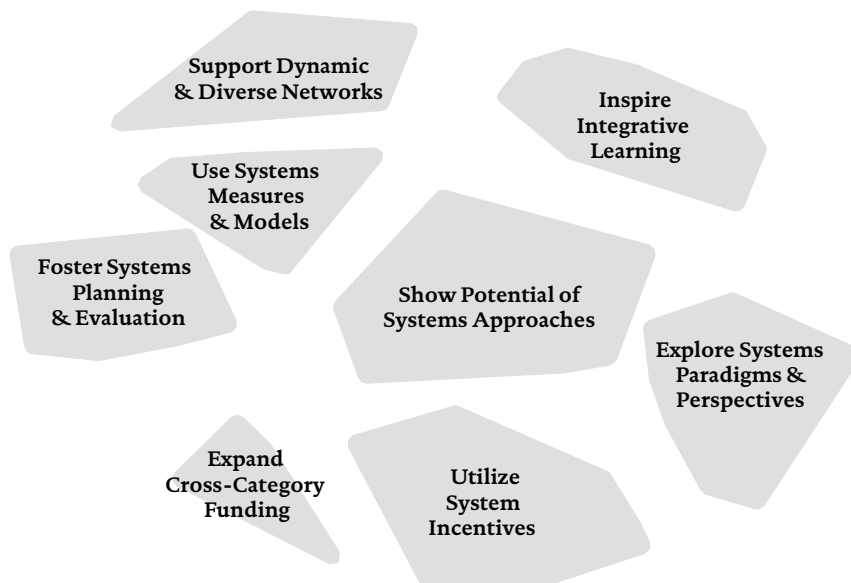 Support Dynamic
& Diverse Networks
Inspire
Integrative
Learning
Use Systems
Measures
& Models
Foster Systems
Planning
& Evaluation
Show Potential of
Systems Approaches
Explore Systems
Paradigms &
Perspectives
Expand
Cross-Category
Funding
Utilize
System
Incentives